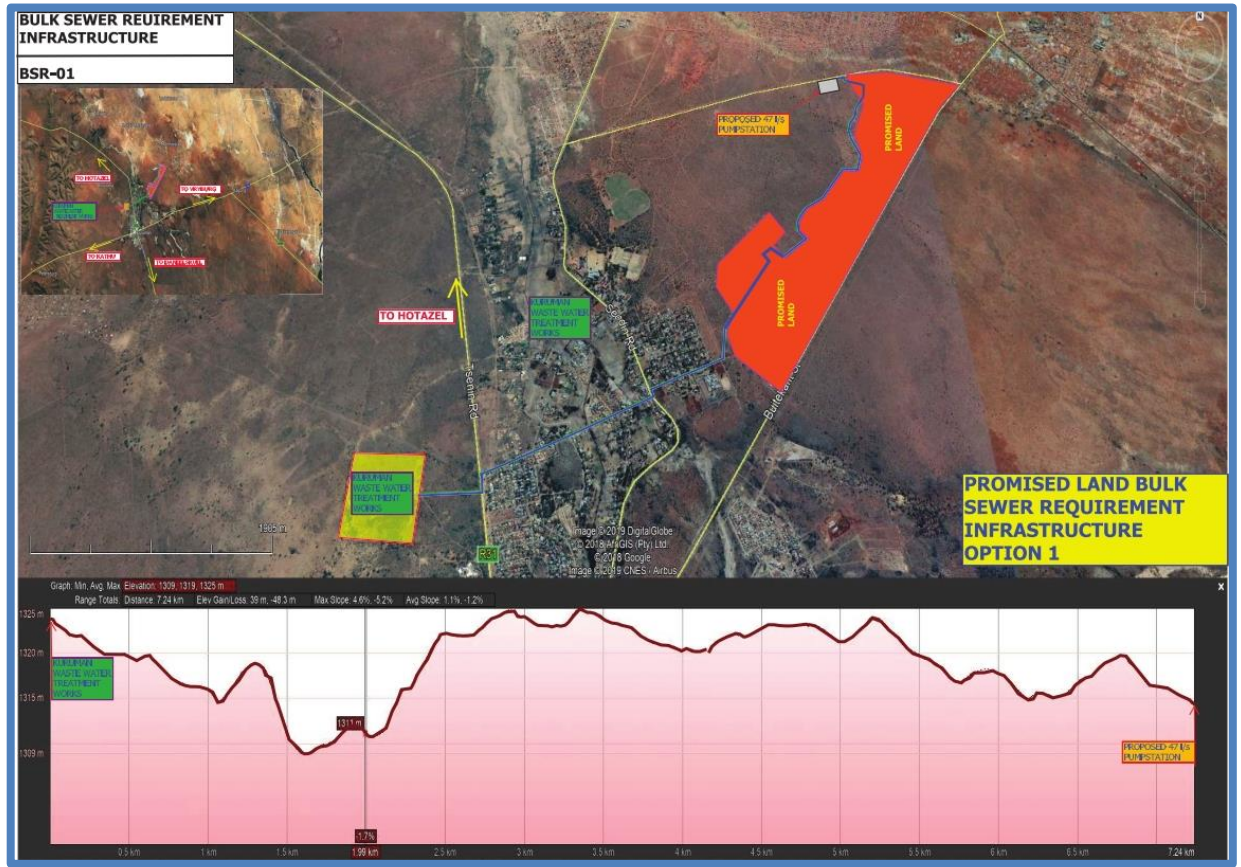 BULK SEWER REUIREMENT
INFRASTRUCTURE
BSR-01
TO HOTAZEL
TO VRYBURG
TO KATHU
N
PROPOSED 47 l/s
PUMPSTATION
PROMISED
LAND
PROMISED
LAND
TO HOTAZEL
KURUMAN
WASTE WATER
TREATMENT
WORKS
Tsenin Rd
KURUMAN
WASTE WATER
TREATMENT
WORKS
R31
Image © 2019 DigitalGlobe
© 2018 AfriGIS (Pty) Ltd.
© 2018 Google
Image © 2019 CNES / Airbus
PROMISED LAND BULK
SEWER REQUIREMENT
INFRASTRUCTURE
OPTION 1
Graph: Min, Avg, Max Elevation: 1309, 1319, 1325 m
Range Totals: Distance: 7.24 km Elev Gain/Loss: 39 m, -48.3 m Max Slope: 4.6%, -5.2% Avg Slope: 1.1%, -1.2%
X
1325 m
1320 m
1315 m
1309 m
KURUMAN
WASTE WATER
TREATMENT
WORKS
1311 m
PROPOSED 47 l/s
PUMPSTATION
-1.7%
0.5 km 1 km 1.5 km 1.99 km 2.5 km 3 km 3.5 km 4 km 4.5 km 5 km 5.5 km 6 km 6.5 km 7.24 km